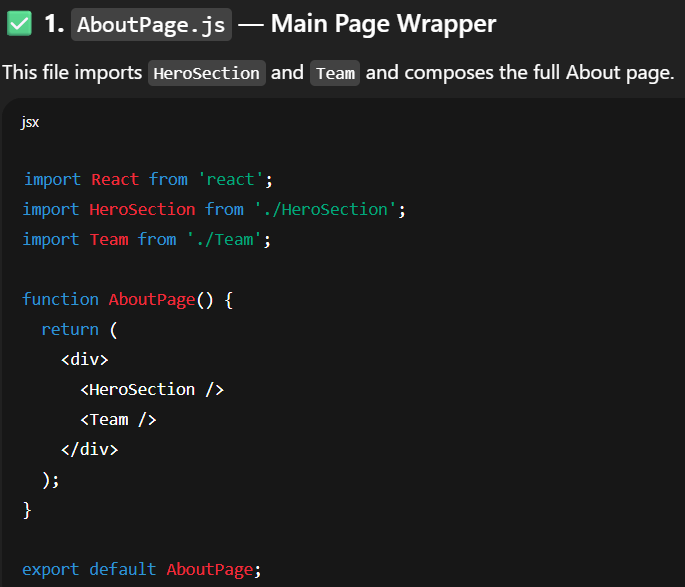 ✅ 1. AboutPage.js — Main Page Wrapper
This file imports HeroSection and Team and composes the full About page.
jsx
import React from 'react';
import HeroSection from './HeroSection';
import Team from './Team';
function AboutPage() {
  return (
    <div>
      <HeroSection />
      <Team />
    </div>
  );
}
export default AboutPage;